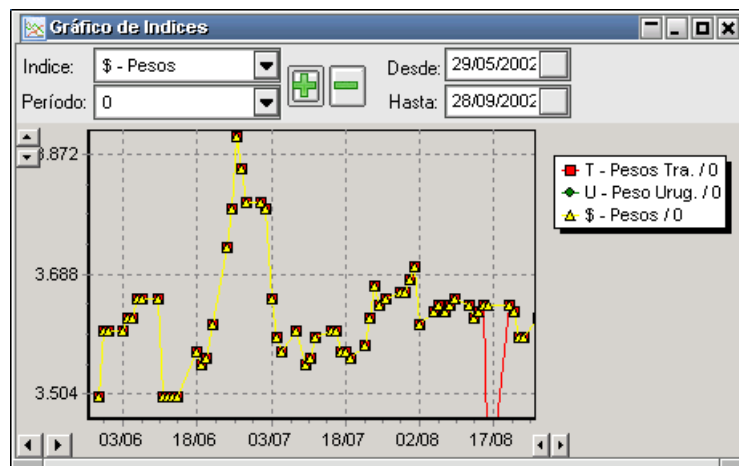 Gráfico de Indices
Indice: $ - Pesos Desde: 29/05/2002
Período: 0 Hasta: 28/09/2002
3.872
3.688
3.504
03/06 18/06 03/07 18/07 02/08 17/08
T - Pesos Tra. / 0
U - Peso Urug. / 0
$ - Pesos / 0